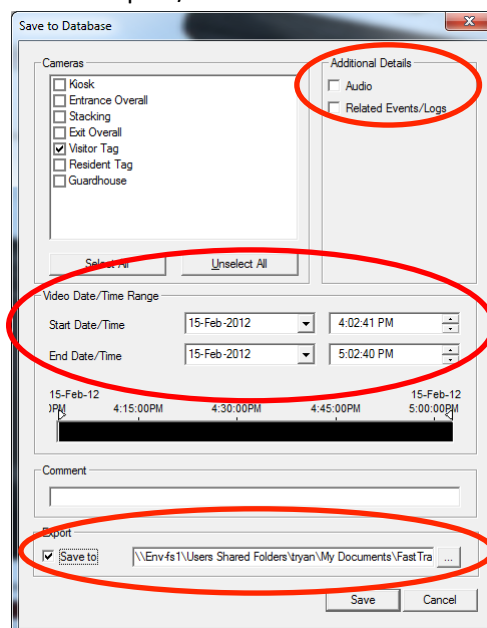 Save to Database
Cameras
Additional Details
Kiosk
Audio
Entrance Overall
Related Events/Logs
Stacking
Exit Overall
Visitor Tag
Resident Tag
Guardhouse
Select All Unselect All
Video Date/Time Range
Start Date/Time 15-Feb-2012 4:02:41 PM
End Date/Time 15-Feb-2012 5:02:40 PM
15-Feb-12 15-Feb-12
PM 4:15:00PM 4:30:00PM 4:45:00PM 5:00:00PM
Comment
Export
Save to \\Env-fs1\Users Shared Folders\tryan\My Documents\FastTra ...
Save Cancel